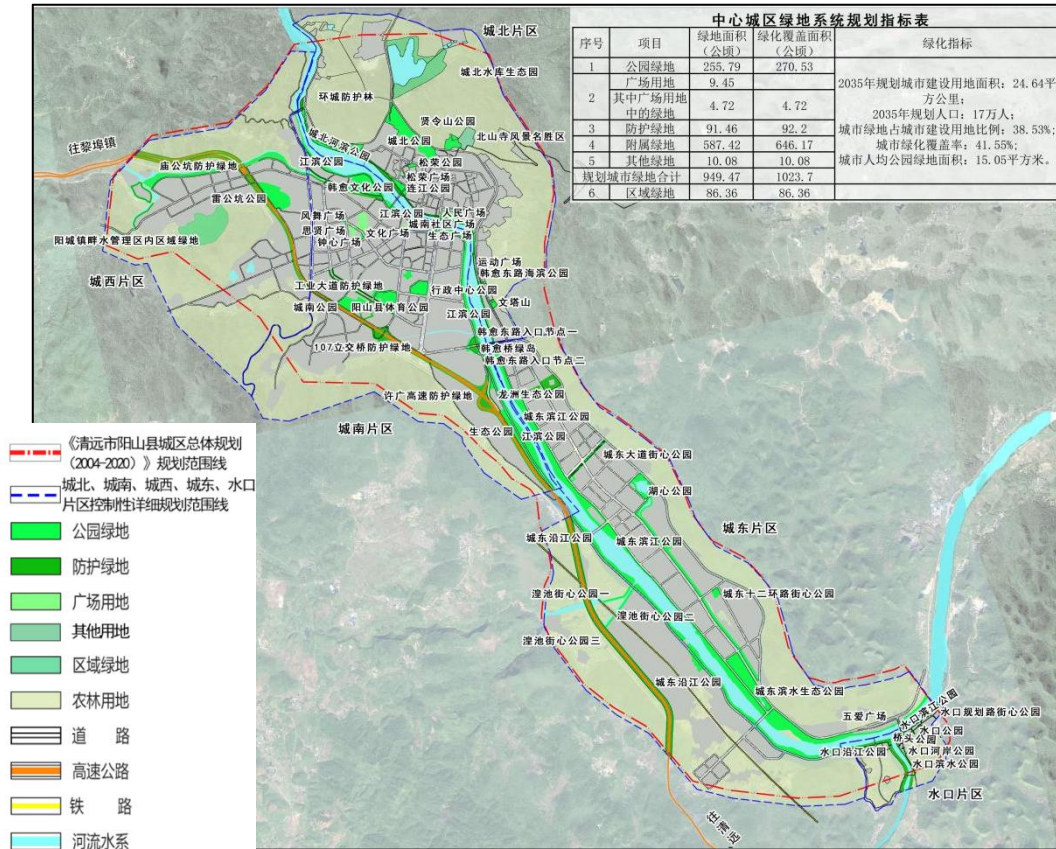 中心城区绿地系统规划指标表
序号 项目 绿地面积（公顷） 绿化覆盖面积（公顷） 绿化指标
1 公园绿地 255.79 270.53
2 广场用地 9.45
其中广场用地中的绿地 4.72 4.72
3 防护绿地 91.46 92.2
4 附属绿地 587.42 646.17
5 其他绿地 10.08 10.08
规划城市绿地合计 949.47 1023.7
6 区域绿地 86.36 86.36
2035年规划城市建设用地面积：24.64平
方公里；
2035年规划人口：17万人；
城市绿地占城市建设用地比例：38.53%；
城市绿化覆盖率：41.55%；
城市人均公园绿地面积：15.05平方米。
城北片区
城北水库生态园
环城防护林
贤令山公园
往黎埠镇
城北河滨公园
城北公园
北山寺风景名胜区
庙公坑防护绿地
江滨公园
松荣公园
松荣广场
韩愈文化公园
连江公园
雷公坑公园
江滨公园
人民广场
风舞广场
城南社区广场
思贤广场
文化广场
生态广场
钟心广场
阳城镇畔水管理区内区域绿地
运动广场
城西片区
韩愈东路海滨公园
工业大道防护绿地
行政中心公园
文塔山
城南公园
阳山县体育公园
江滨公园
韩愈东路入口节点一
107立交桥防护绿地
韩愈桥绿岛
韩愈东路入口节点二
许广高速防护绿地
龙洲生态公园
城东滨江公园
城南片区
生态公园
江滨公园
城东大道街心公园
湖心公园
城东片区
城东沿江公园
城东滨江公园
湟池街心公园一
城东十二环路街心公园
湟池街心公园二
湟池街心公园三
城东沿江公园
城东滨水生态公园
五爱广场
水口滨江公园
水口规划路街心公园
水口公园
桥头公园
水口沿江公园
水口河岸公园
水口滨水公园
水口片区
往清远
《清远市阳山县城区总体规划
（2004-2020）》规划范围线
城北、城南、城西、城东、水口
片区控制性详细规划范围线
公园绿地
防护绿地
广场用地
其他用地
区域绿地
农林用地
道 路
高速公路
铁 路
河流水系